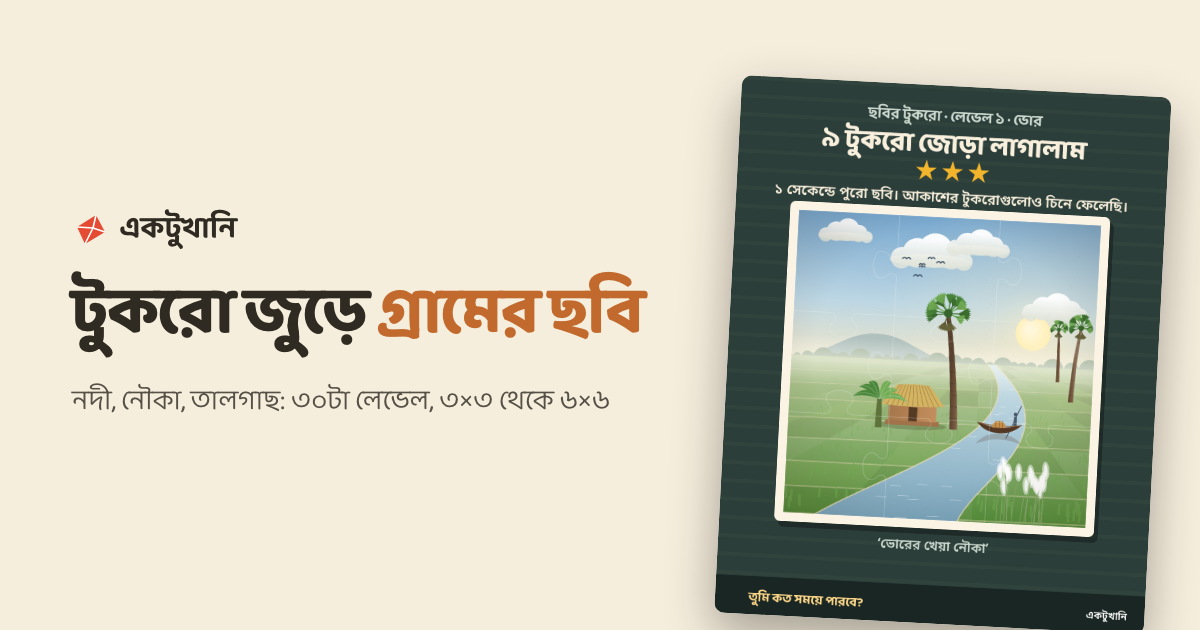 একটুখানি
টুকরো জুড়ে গ্রামের ছবি
নদী, নৌকা, তালগাছ: ৩০টা লেভেল, ৩×৩ থেকে ৬×৬
ছবির টুকরো · লেভেল ১ · ভোর
৯ টুকরো জোড়া লাগালাম
১ সেকেন্ডে পুরো ছবি। আকাশের টুকরোগুলোও চিনে ফেলেছি।
‘ভোরের খেয়া নৌকা’
তুমি কত সময়ে পারবে?
একটুখানি